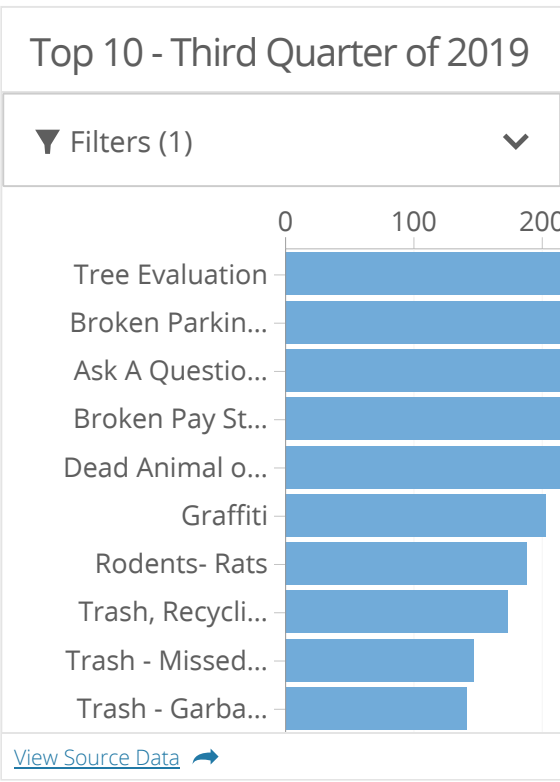 Top 10 - Third Quarter of 2019
Filters (1)
0 100 200
Tree Evaluation
Broken Parkin...
Ask A Questio...
Broken Pay St...
Dead Animal o...
Graffiti
Rodents- Rats
Trash, Recycli...
Trash - Missed...
Trash - Garba...
View Source Data